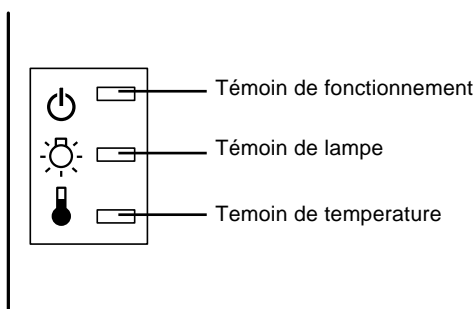 Témoin de fonctionnement
Témoin de lampe
Temoin de temperature